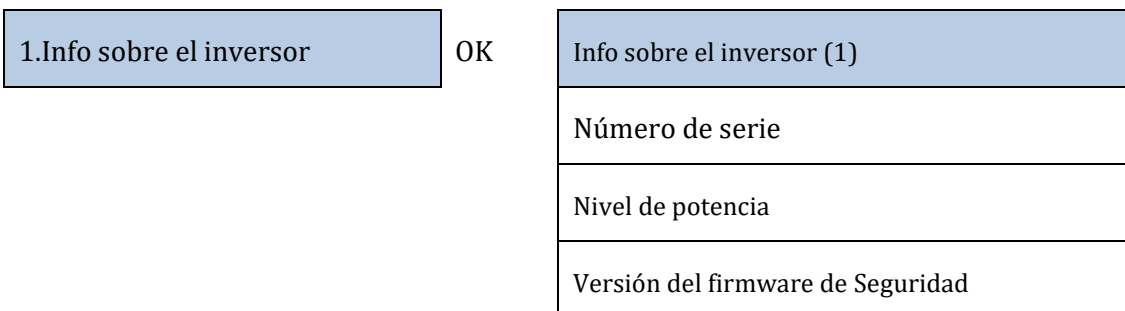 1.Info sobre el inversor
OK
Info sobre el inversor (1)
Número de serie
Nivel de potencia
Versión del firmware de Seguridad